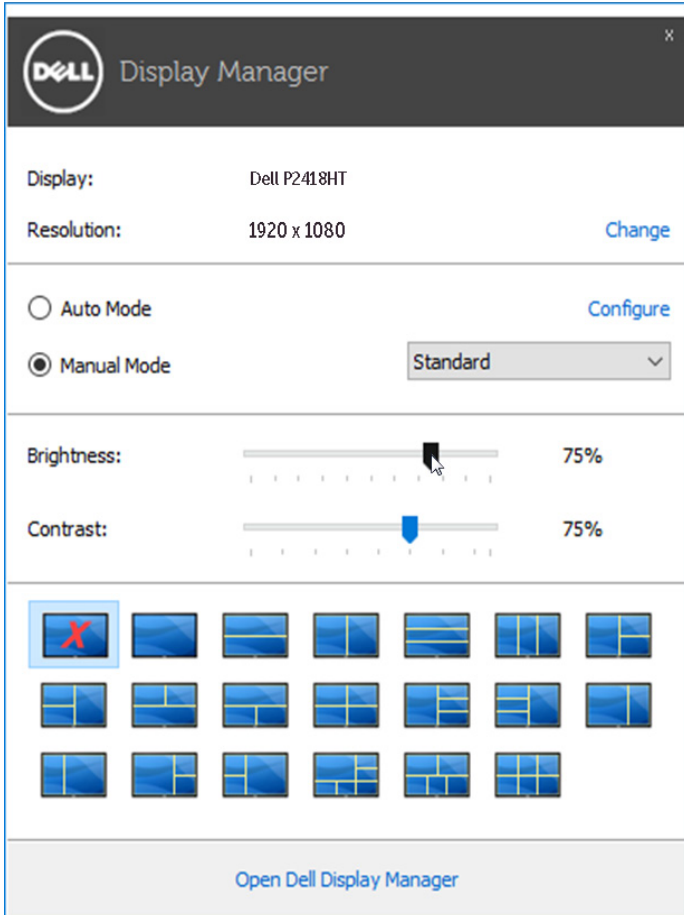 DELL Display Manager x
Display: Dell P2418HT
Resolution: 1920 x 1080 Change
Auto Mode Configure
Manual Mode Standard
Brightness: 75%
Contrast: 75%
X
Open Dell Display Manager